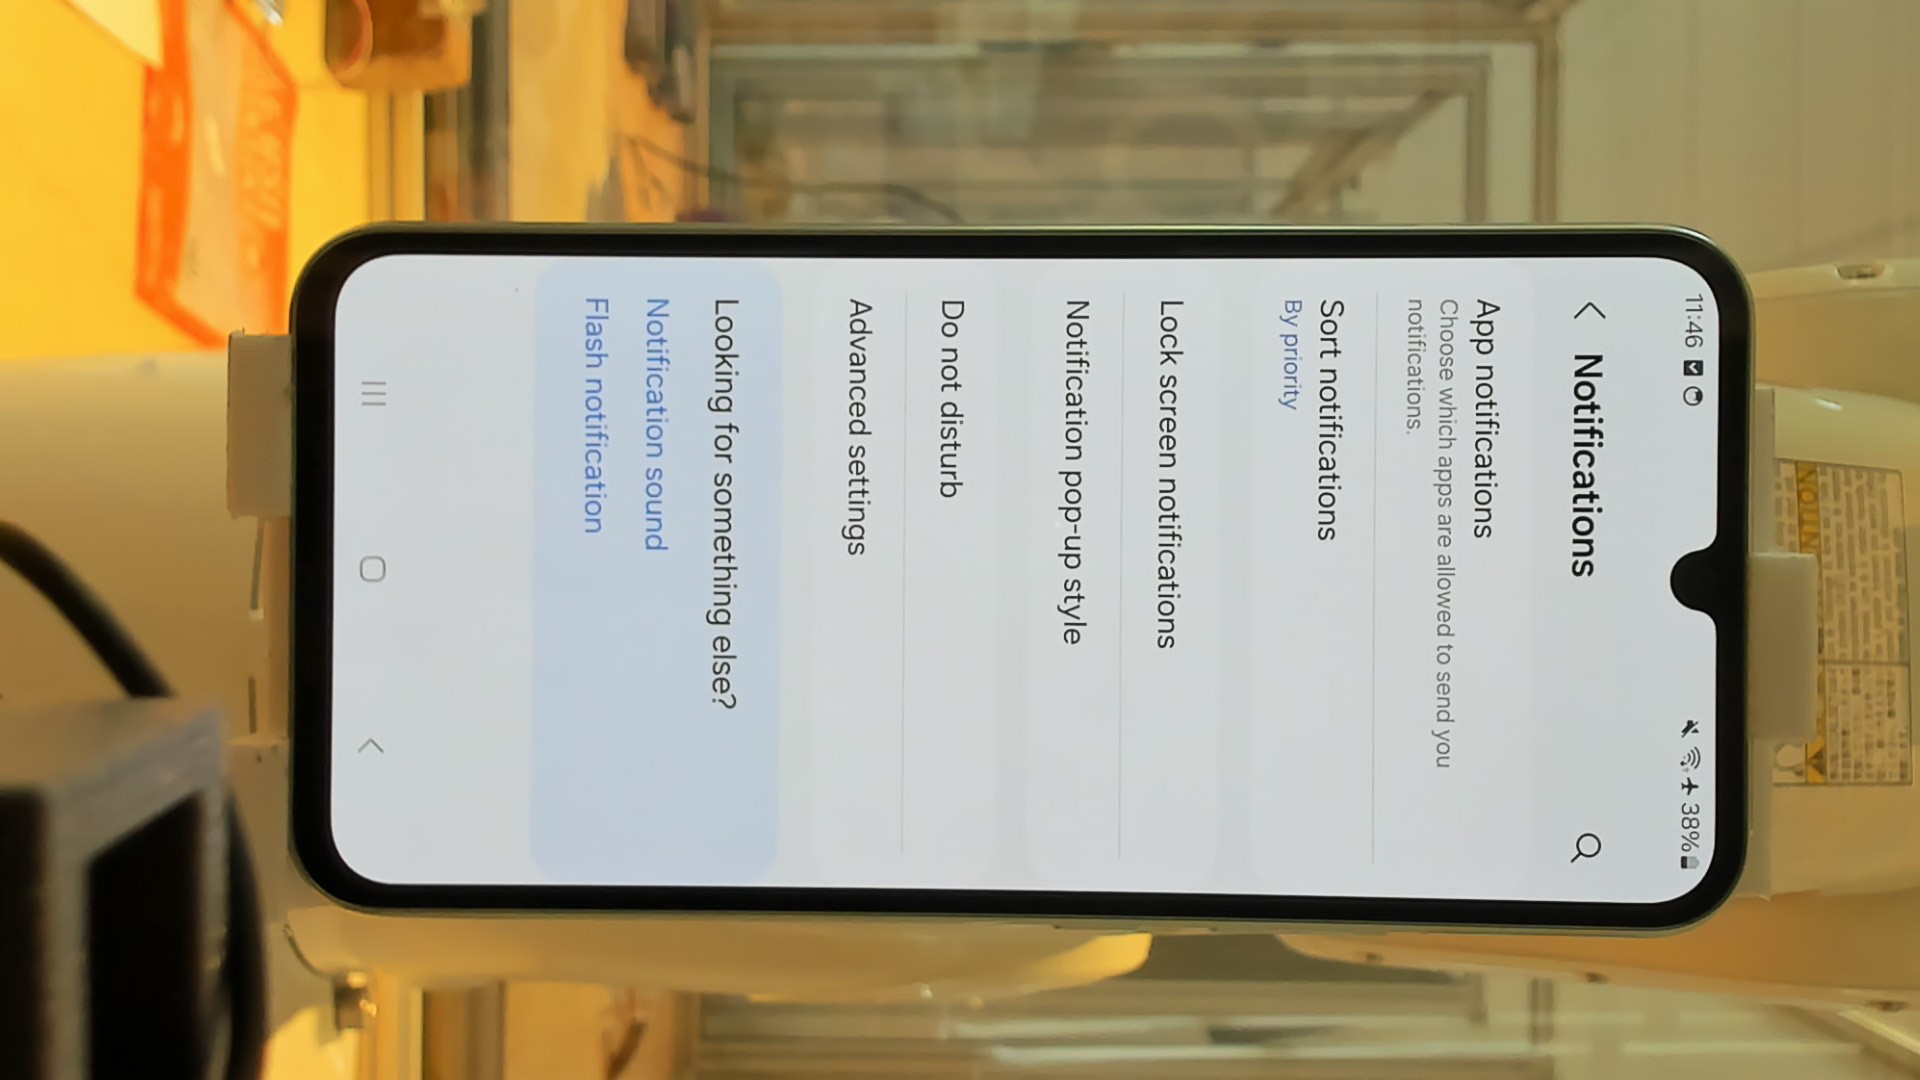 11:46
38%
Notifications
App notifications
Choose which apps are allowed to send you
notifications.
Sort notifications
By priority
Lock screen notifications
Notification pop-up style
Do not disturb
Advanced settings
Looking for something else?
Notification sound
Flash notification